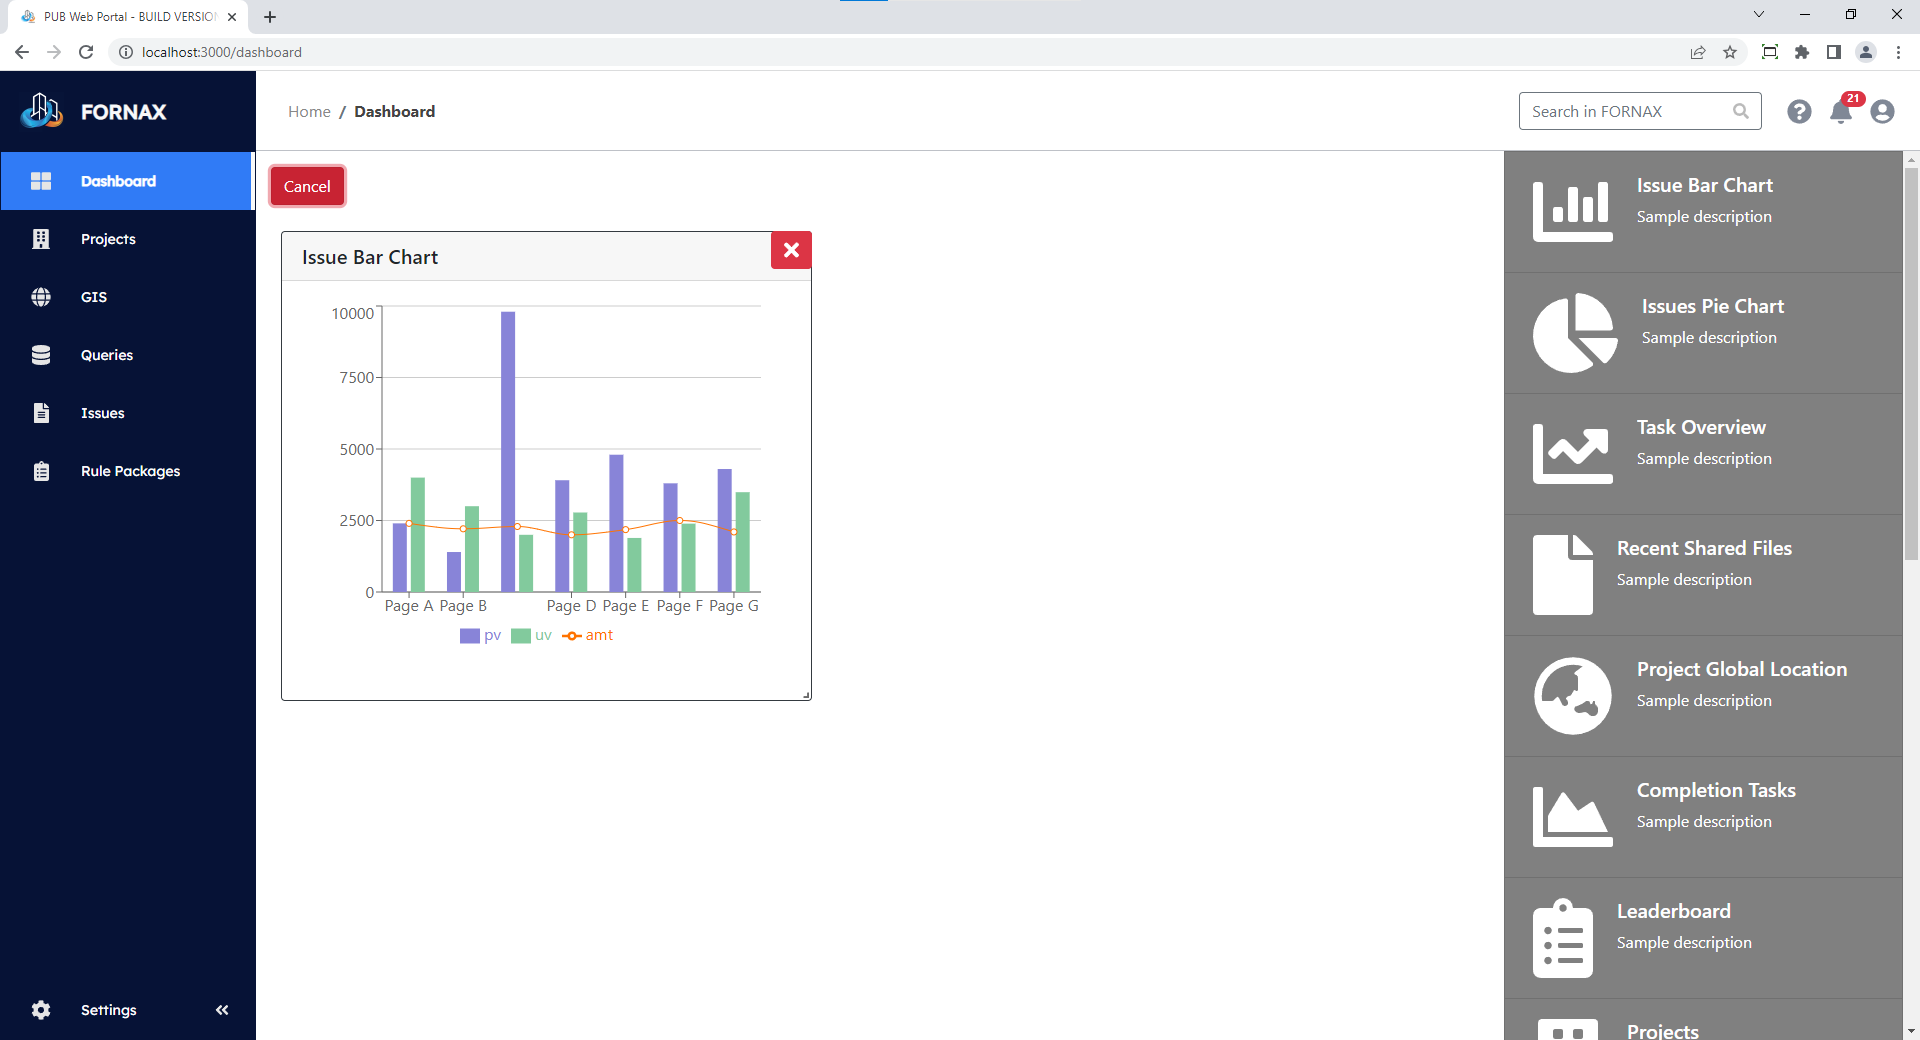 PUB Web Portal - BUILD VERSION
localhost:3000/dashboard
FORNAX
Home / Dashboard
Search in FORNAX
21
Dashboard
Projects
GIS
Queries
Issues
Rule Packages
Settings
Cancel
Issue Bar Chart
10000
7500
5000
2500
0
Page A Page B Page D Page E Page F Page G
pv uv amt
Issue Bar Chart
Sample description
Issues Pie Chart
Sample description
Task Overview
Sample description
Recent Shared Files
Sample description
Project Global Location
Sample description
Completion Tasks
Sample description
Leaderboard
Sample description
Projects